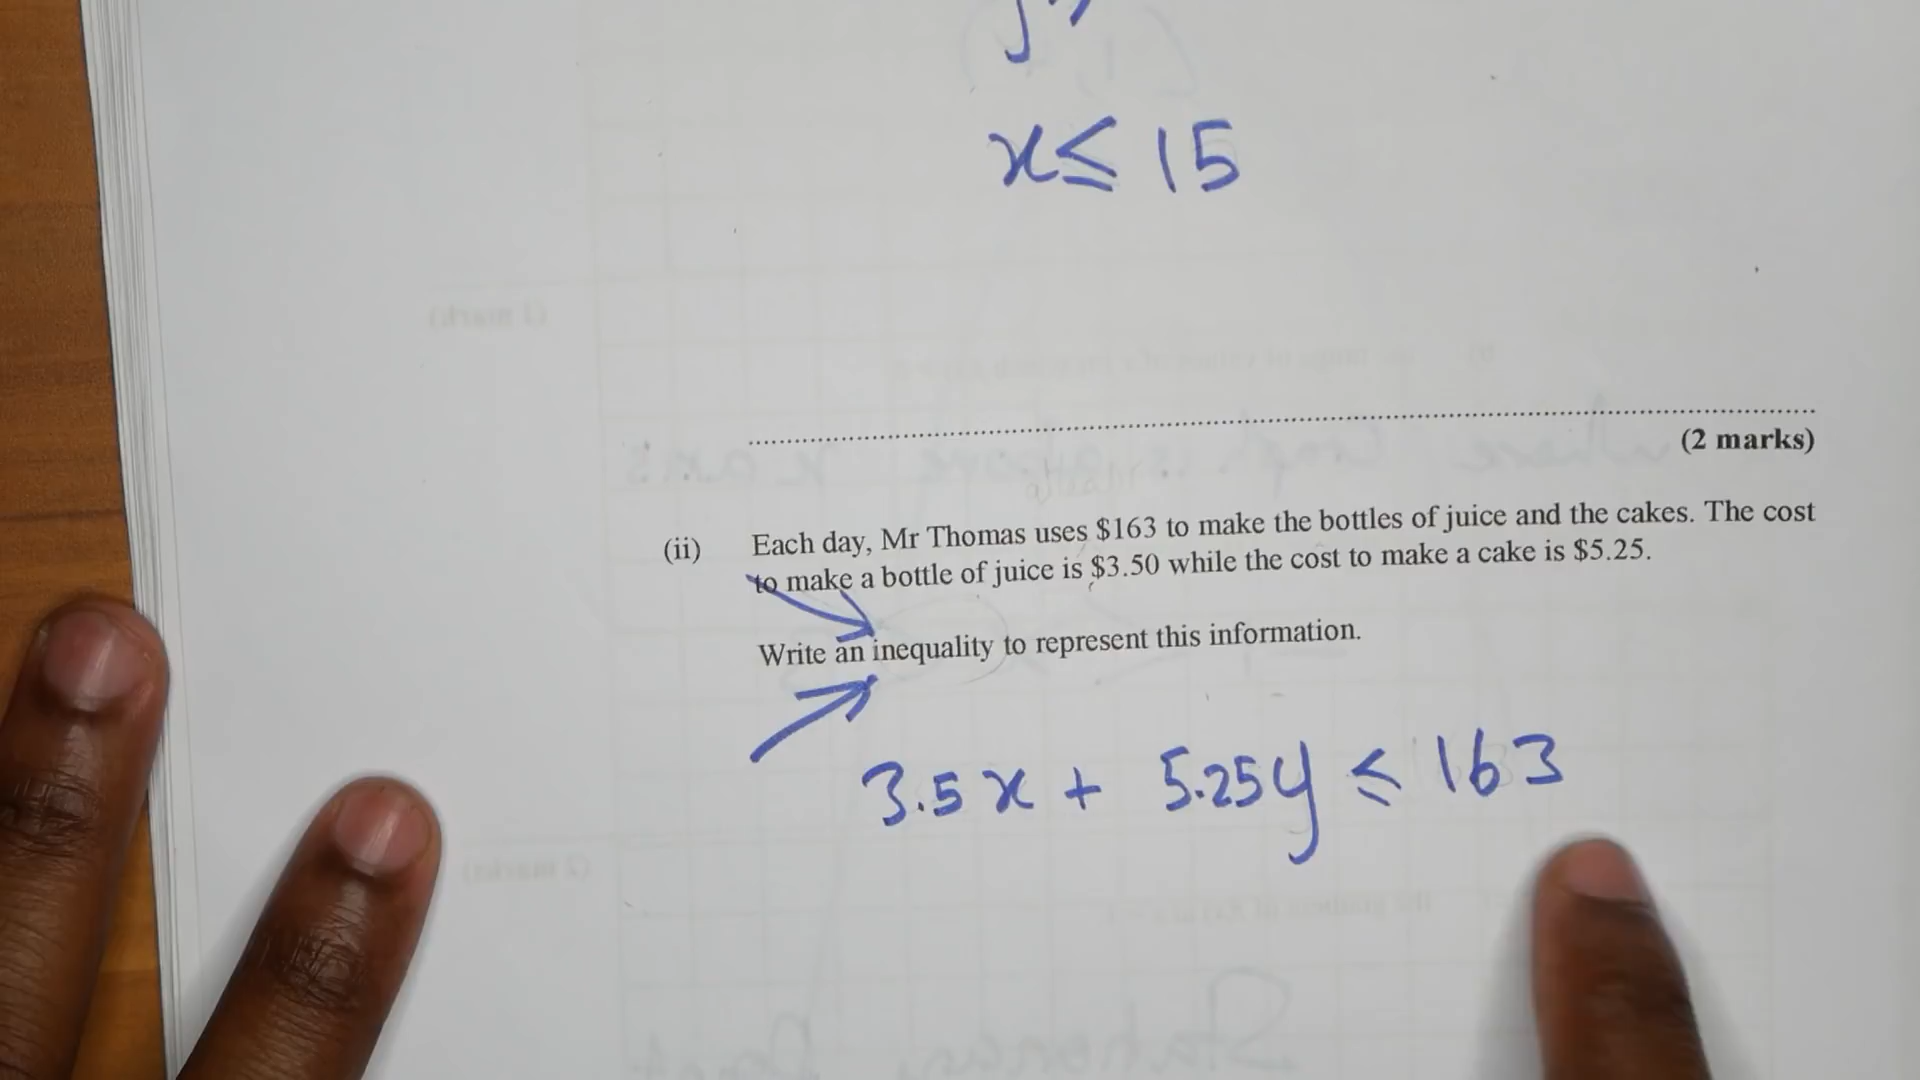 x ≤ 15
(2 marks)
(ii) Each day, Mr Thomas uses $163 to make the bottles of juice and the cakes. The cost
to make a bottle of juice is $3.50 while the cost to make a cake is $5.25.
Write an inequality to represent this information.
3.5x + 5.25y ≤ 163